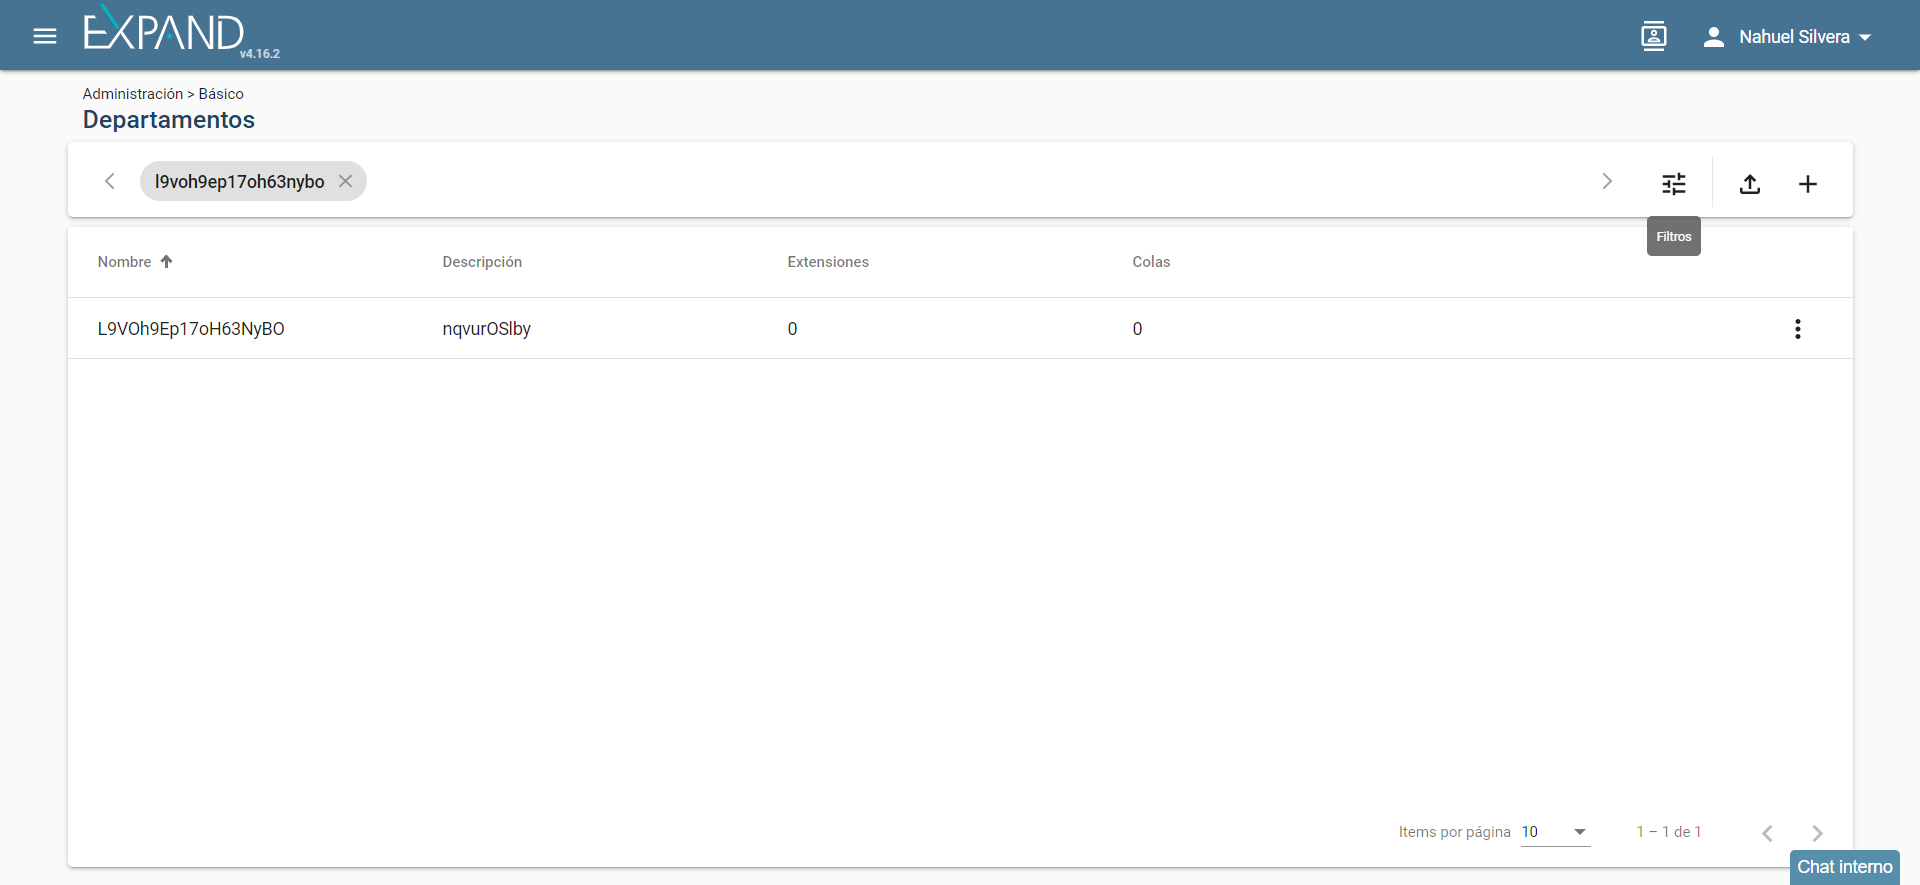 EXPAND
v4.16.2
Nahuel Silvera
Administración > Básico
Departamentos
l9voh9ep17oh63nybo
Filtros
Nombre Descripción Extensiones Colas
L9VOh9Ep17oH63NyBO nqvurOSlby 0 0
Items por página 10 1 – 1 de 1
Chat interno